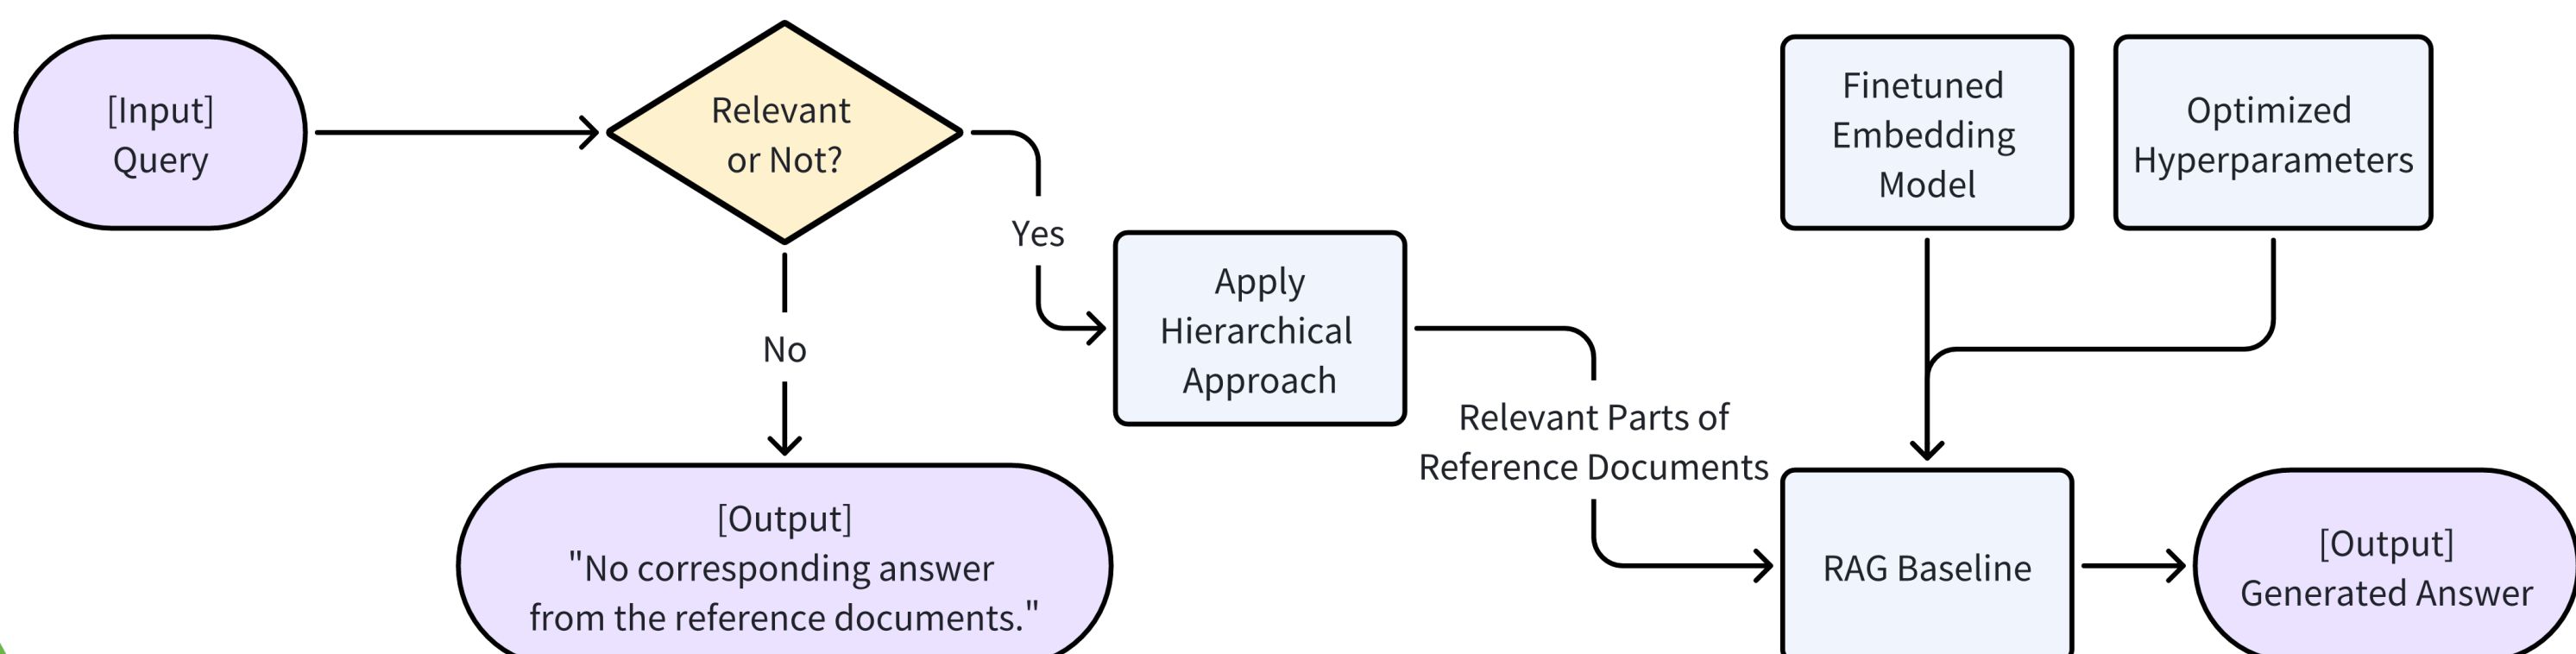 [Input]
Query
Relevant
or Not?
Yes
No
[Output]
"No corresponding answer
from the reference documents."
Apply
Hierarchical
Approach
Relevant Parts of
Reference Documents
Finetuned
Embedding
Model
Optimized
Hyperparameters
RAG Baseline
[Output]
Generated Answer